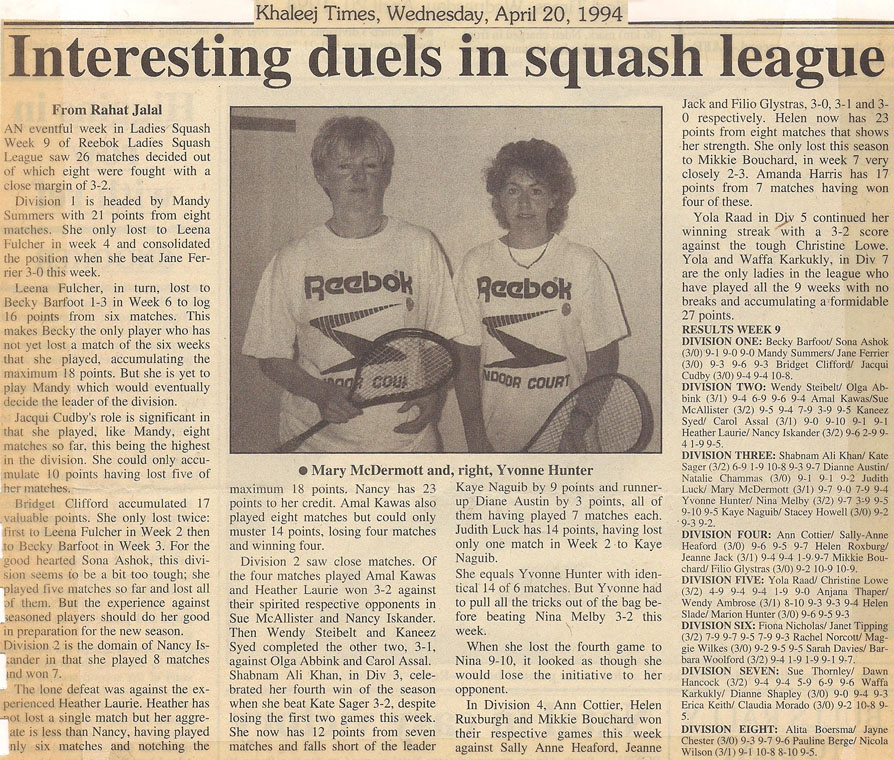 Khaleej Times, Wednesday, April 20, 1994
Interesting duels in squash league
From Rahat Jalal
AN eventful week in Ladies Squash
Week 9 of Reebok Ladies Squash
League saw 26 matches decided out
of which eight were fought with a
close margin of 3-2.
Division 1 is headed by Mandy
Summers with 21 points from eight
matches. She only lost to Leena
Fulcher in week 4 and consolidated
the position when she beat Jane Fer-
rier 3-0 this week.
Leena Fulcher, in turn, lost to
Becky Barfoot 1-3 in Week 6 to log
16 points from six matches. This
makes Becky the only player who has
not yet lost a match of the six weeks
that she played, accumulating the
maximum 18 points. But she is yet to
play Mandy which would eventually
decide the leader of the division.
Jacqui Cudby's role is significant in
that she played, like Mandy, eight
matches so far, this being the highest
in the division. She could only accu-
mulate 10 points having lost five of
her matches.
Bridget Clifford accumulated 17
valuable points. She only lost twice:
first to Leena Fulcher in Week 2 then
to Becky Barfoot in Week 3. For the
good hearted Sona Ashok, this divi-
sion seems to be a bit too tough; she
played five matches so far and lost all
of them. But the experience against
seasoned players should do her good
in preparation for the new season.
Division 2 is the domain of Nancy Is-
kander in that she played 8 matches
and won 7.
The lone defeat was against the ex-
perienced Heather Laurie. Heather has
not lost a single match but her aggre-
gate is less than Nancy, having played
only six matches and notching the
Reebok
INDOOR COURT
Reebok
INDOOR COURT
● Mary McDermott and, right, Yvonne Hunter
maximum 18 points. Nancy has 23
points to her credit. Amal Kawas also
played eight matches but could only
muster 14 points, losing four matches
and winning four.
Division 2 saw close matches. Of
the four matches played Amal Kawas
and Heather Laurie won 3-2 against
their spirited respective opponents in
Sue McAllister and Nancy Iskander.
Then Wendy Steibelt and Kaneez
Syed completed the other two, 3-1,
against Olga Abbink and Carol Assal.
Shabnam Ali Khan, in Div 3, cele-
brated her fourth win of the season
when she beat Kate Sager 3-2, despite
losing the first two games this week.
She now has 12 points from seven
matches and falls short of the leader
Kaye Naguib by 9 points and runner-
up Diane Austin by 3 points, all of
them having played 7 matches each.
Judith Luck has 14 points, having lost
only one match in Week 2 to Kaye
Naguib.
She equals Yvonne Hunter with iden-
tical 14 of 6 matches. But Yvonne had
to pull all the tricks out of the bag be-
fore beating Nina Melby 3-2 this
week.
When she lost the fourth game to
Nina 9-10, it looked as though she
would lose the initiative to her
opponent.
In Division 4, Ann Cottier, Helen
Ruxburgh and Mikkie Bouchard won
their respective games this week
against Sally Anne Heaford, Jeanne
Jack and Filio Glystras, 3-0, 3-1 and 3-
0 respectively. Helen now has 23
points from eight matches that shows
her strength. She only lost this season
to Mikkie Bouchard, in week 7 very
closely 2-3. Amanda Harris has 17
points from 7 matches having won
four of these.
Yola Raad in Div 5 continued her
winning streak with a 3-2 score
against the tough Christine Lowe.
Yola and Waffa Karkukly, in Div 7
are the only ladies in the league who
have played all the 9 weeks with no
breaks and accumulating a formidable
27 points.
RESULTS WEEK 9
DIVISION ONE: Becky Barfoot/ Sona Ashok
(3/0) 9-1 9-0 9-0 Mandy Summers/ Jane Ferrier
(3/0) 9-3 9-6 9-3 Bridget Clifford/ Jacqui
Cudby (3/0) 9-4 9-4 10-8.
DIVISION TWO: Wendy Steibelt/ Olga Ab-
bink (3/1) 9-4 6-9 9-6 9-4 Amal Kawas/Sue
McAllister (3/2) 9-5 9-4 7-9 3-9 9-5 Kaneez
Syed/ Carol Assal (3/1) 9-0 9-10 9-1 9-1
Heather Laurie/ Nancy Iskander (3/2) 9-6 2-9 9-
4 1-9 9-5.
DIVISION THREE: Shabnam Ali Khan/ Kate
Sager (3/2) 6-9 1-9 10-8 9-3 9-7 Dianne Austin/
Natalie Chammas (3/0) 9-1 9-1 9-2 Judith
Luck/ Mary McDermott (3/1) 9-7 9-0 7-9 9-4
Yvonne Hunter/ Nina Melby (3/2) 9-7 3-9 9-5
9-10 9-5 Kaye Naguib/ Stacey Howell (3/0) 9-2
9-3 9-2.
DIVISION FOUR: Ann Cottier/ Sally-Anne
Heaford (3/0) 9-6 9-5 9-7 Helen Roxburg/
Jeanne Jack (3/1) 9-4 9-4 1-9 9-7 Mikkie Bou-
chard/ Filio Glystras (3/0) 9-2 10-9 10-9.
DIVISION FIVE: Yola Raad/ Christine Lowe
(3/2) 4-9 9-4 9-4 1-9 9-0 Anjana Thaper/
Wendy Ambrose (3/1) 8-10 9-3 9-3 9-4 Helen
Slade/ Marion Hunter (3/0) 9-6 9-5 9-3
DIVISION SIX: Fiona Nicholas/ Janet Tipping
(3/2) 7-9 9-7 9-5 7-9 9-3 Rachel Norcott/ Mag-
gie Wilkes (3/0) 9-2 9-5 9-5 Sarah Davies/ Bar-
bara Woolford (3/2) 9-4 1-9 1-9 9-1 9-7.
DIVISION SEVEN: Sue Thornley/ Dawn
Hancock (3/2) 9-4 9-4 5-9 6-9 9-6 Waffa
Karkukly/ Dianne Shapley (3/0) 9-0 9-4 9-3
Erica Keith/ Claudia Morado (3/0) 9-2 10-8 9-
5.
DIVISION EIGHT: Alita Boersma/ Jayne
Chester (3/0) 9-3 9-7 9-6 Pauline Berge/ Nicola
Wilson (3/1) 9-1 10-8 8-10 9-5.